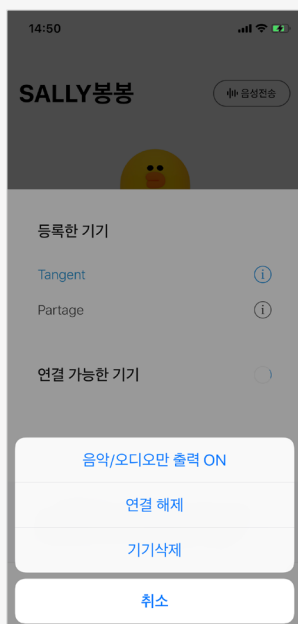 14:50
SALLY봉봉
음성전송
등록한 기기
Tangent
Partage
연결 가능한 기기
음악/오디오만 출력 ON
연결 해제
기기삭제
취소